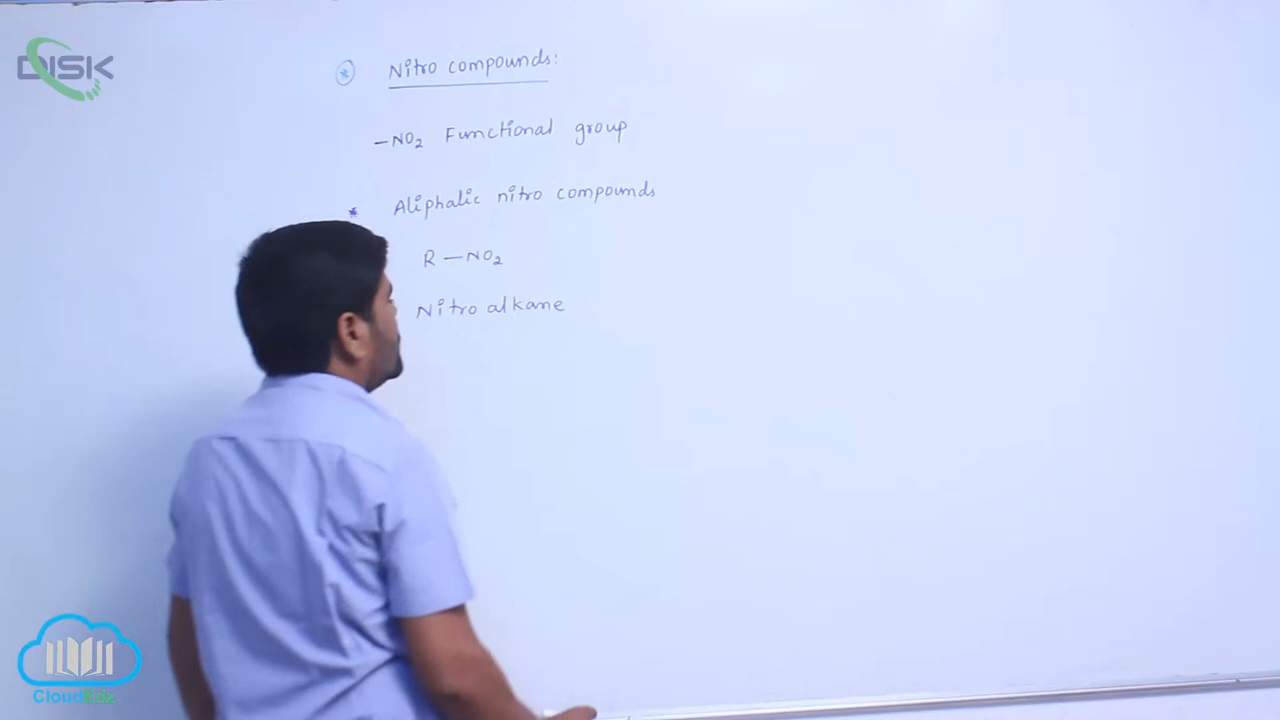 DISK
* Nitro compounds:
—NO₂ Functional group
* Aliphalic nitro compounds
R —NO₂
Nitro alkane
CloudEdz